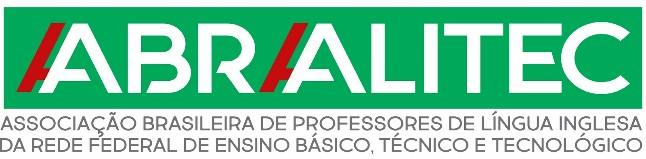 ABRALITEC
ASSOCIAÇÃO BRASILEIRA DE PROFESSORES DE LÍNGUA INGLESA
DA REDE FEDERAL DE ENSINO BÁSICO, TÉCNICO E TECNOLÓGICO